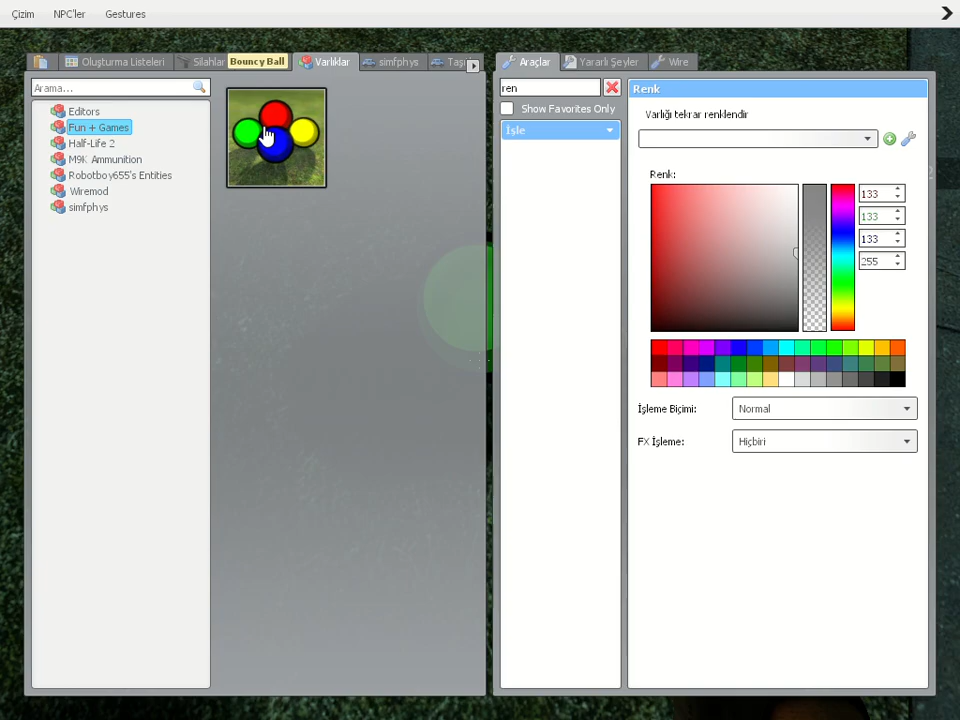 Çizim NPC'ler Gestures
Oluşturma Listeleri Silahlar Bouncy Ball Varlıklar simfphys Taşı
Arama...
Editors
Fun + Games
Half-Life 2
M9K Ammunition
Robotboy655's Entities
Wiremod
simfphys
Araçlar Yararlı Şeyler Wire
ren
Show Favorites Only
İşle
Renk
Varlığı tekrar renklendir
Renk:
133
133
133
255
İşleme Biçimi: Normal
FX İşleme: Hiçbiri